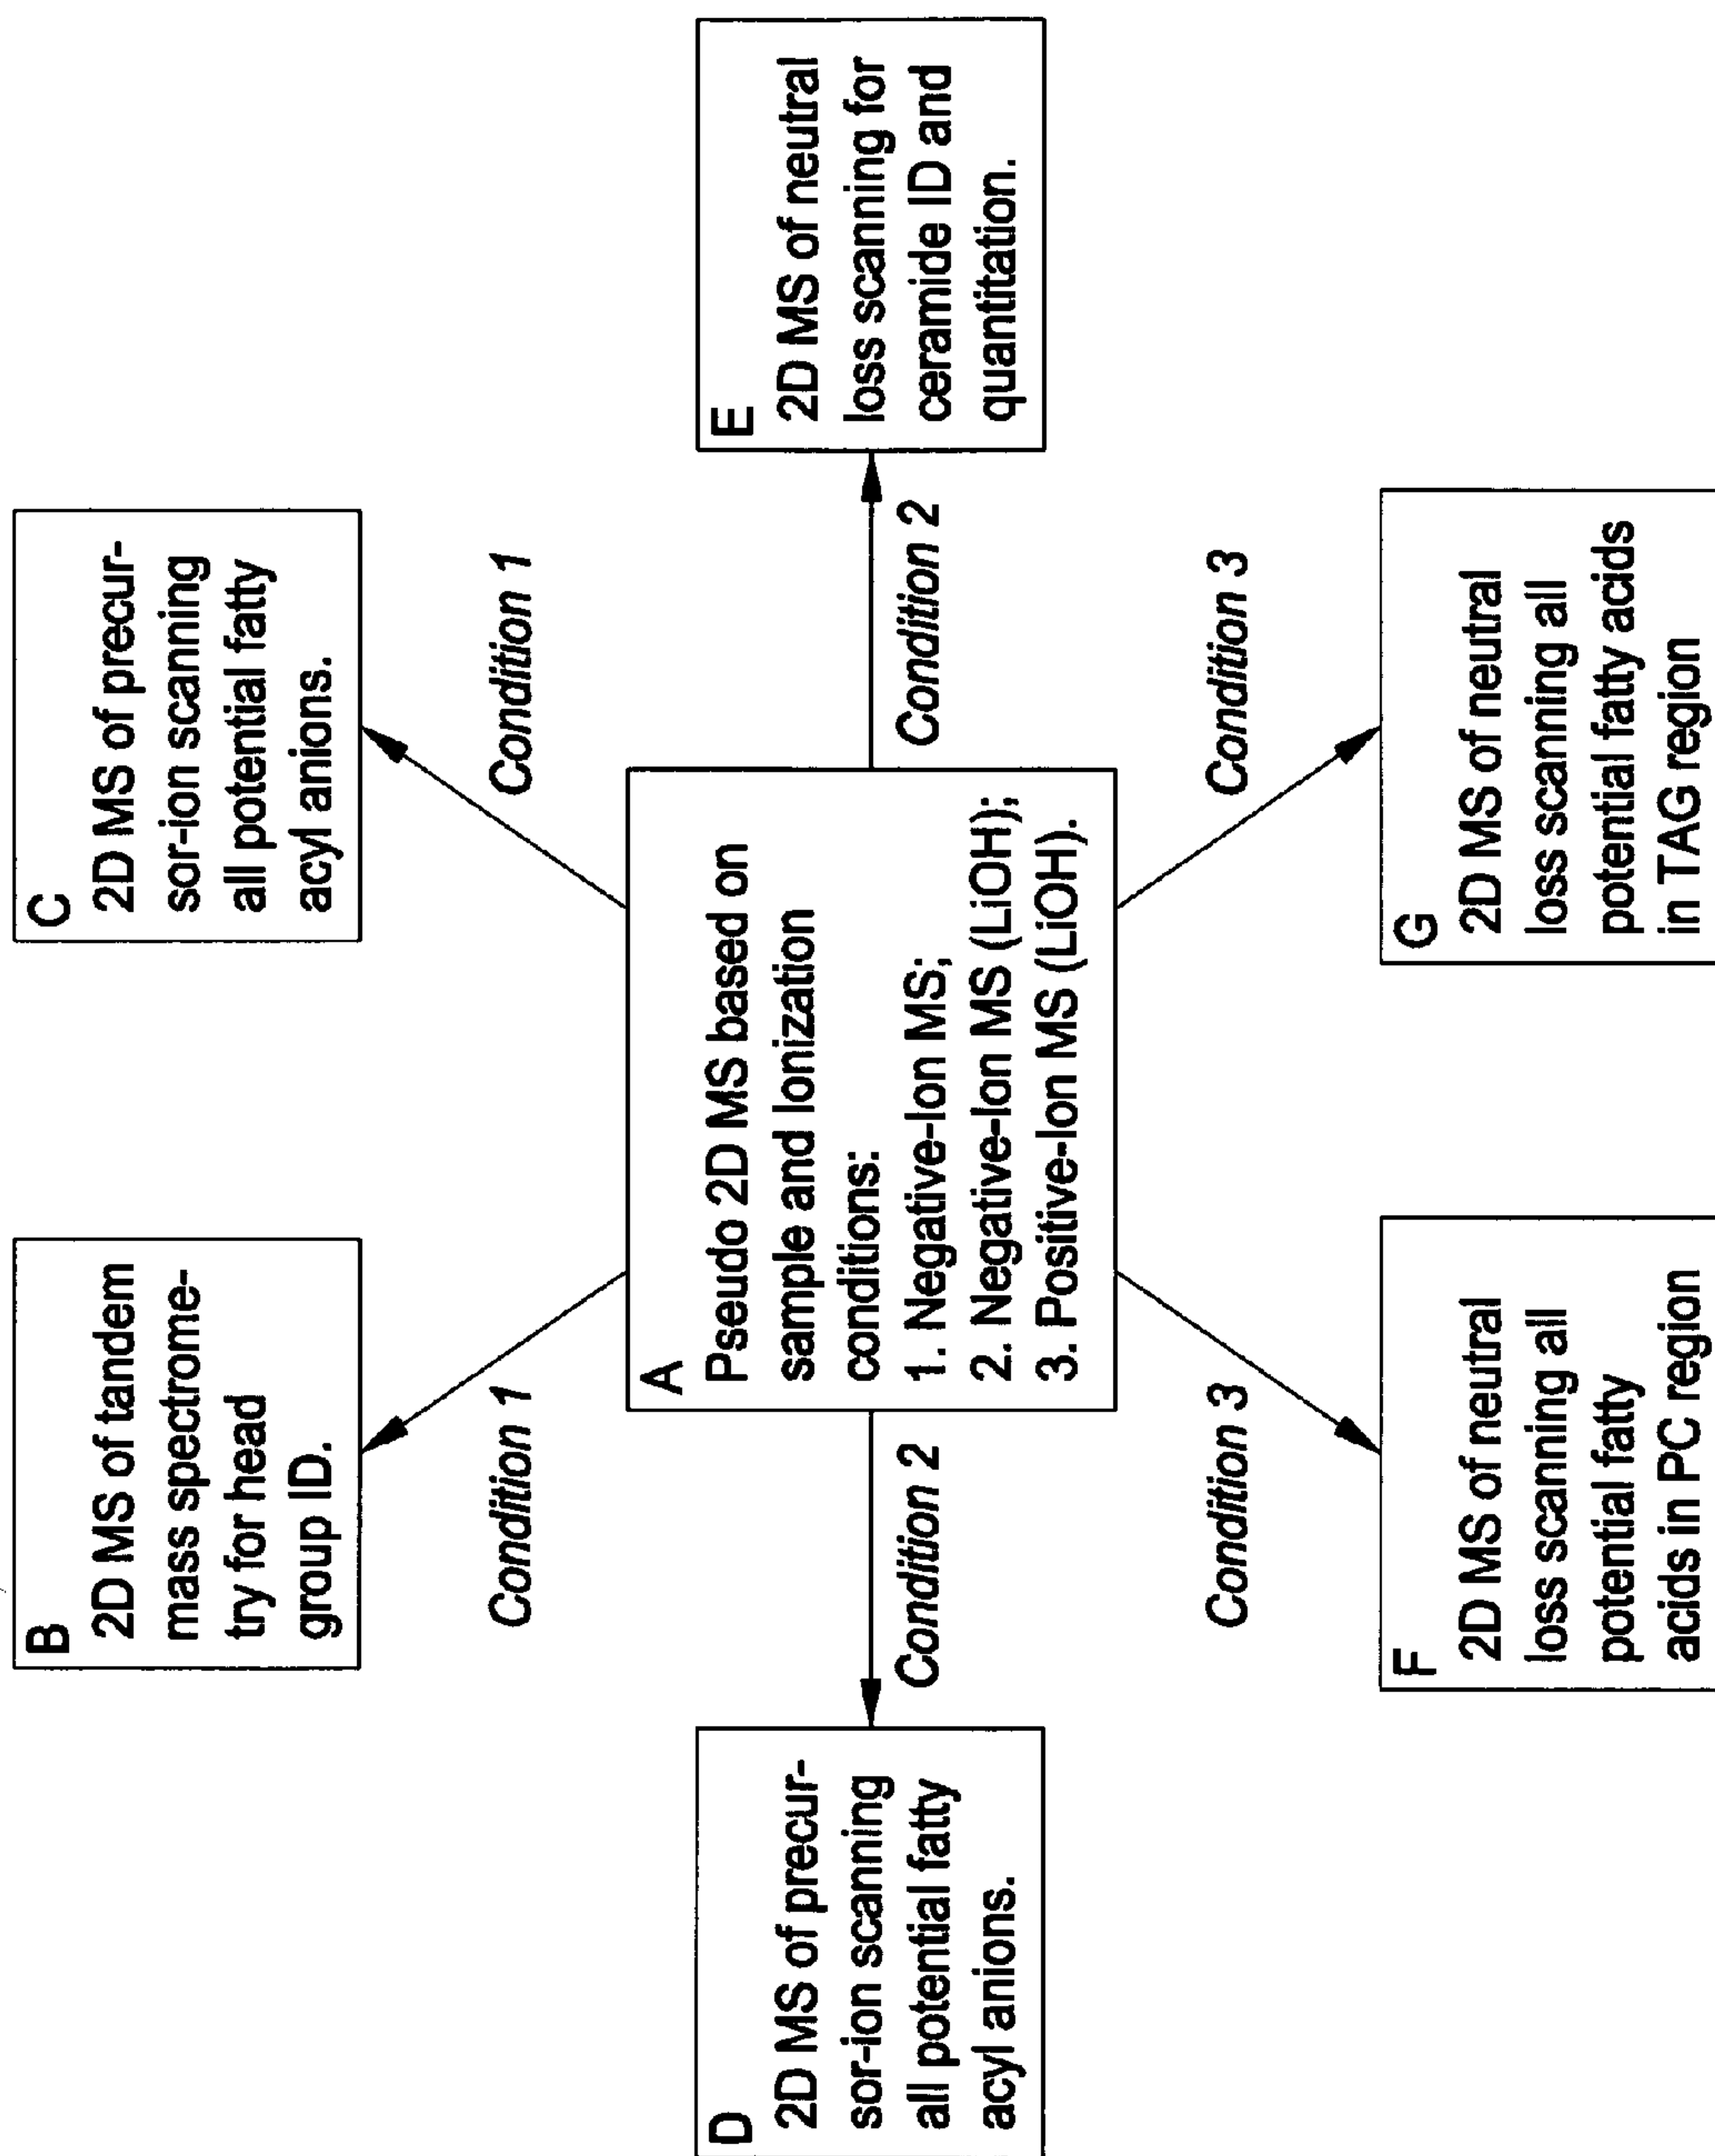 B
2D MS of tandem
mass spectrome-
try for head
group ID.
C
2D MS of precur-
sor-ion scanning
all potential fatty
acyl anions.
Condition 1
Condition 1
D
2D MS of precur-
sor-ion scanning
all potential fatty
acyl anions.
Condition 2
A
Pseudo 2D MS based on
sample and Ionization
conditions:
1. Negative-Ion MS;
2. Negative-Ion MS (LiOH);
3. Positive-Ion MS (LiOH).
Condition 2
E
2D MS of neutral
loss scanning for
ceramide ID and
quantitation.
Condition 3
Condition 3
F
2D MS of neutral
loss scanning all
potential fatty
acids in PC region
G
2D MS of neutral
loss scanning all
potential fatty acids
in TAG region